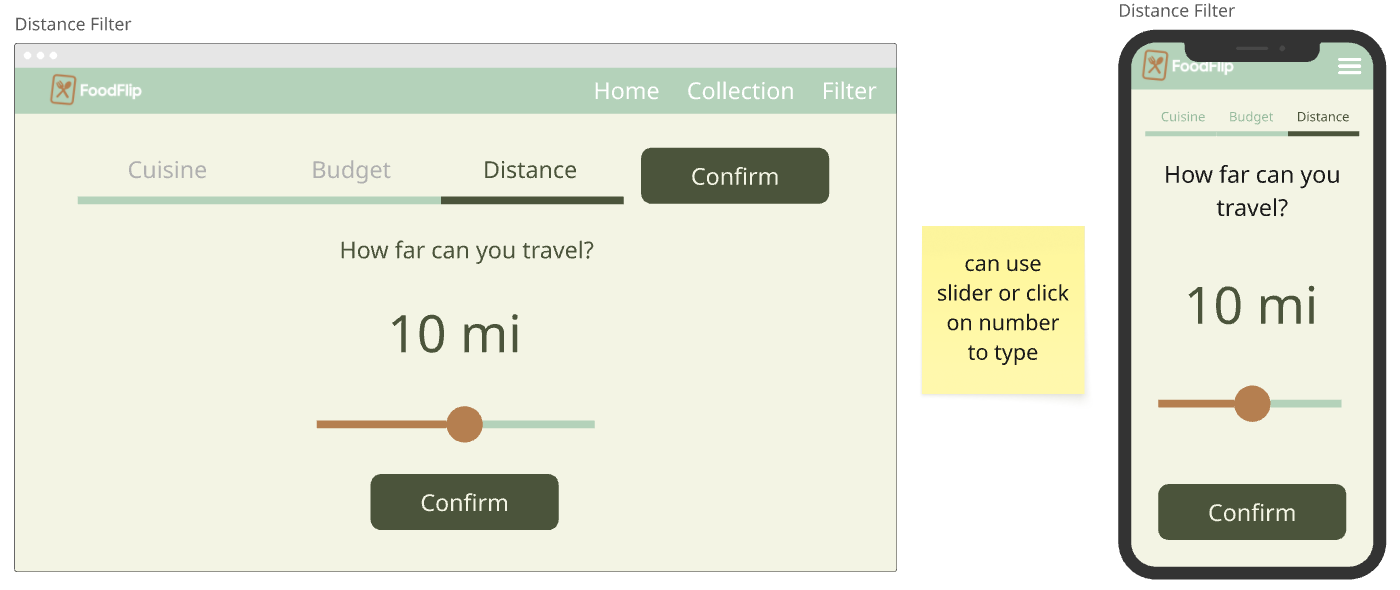 Distance Filter
FoodFlip
Home Collection Filter
Cuisine Budget Distance Confirm
How far can you travel?
10 mi
Confirm
can use
slider or click
on number
to type
Distance Filter
FoodFlip
Cuisine Budget Distance
How far can you
travel?
10 mi
Confirm